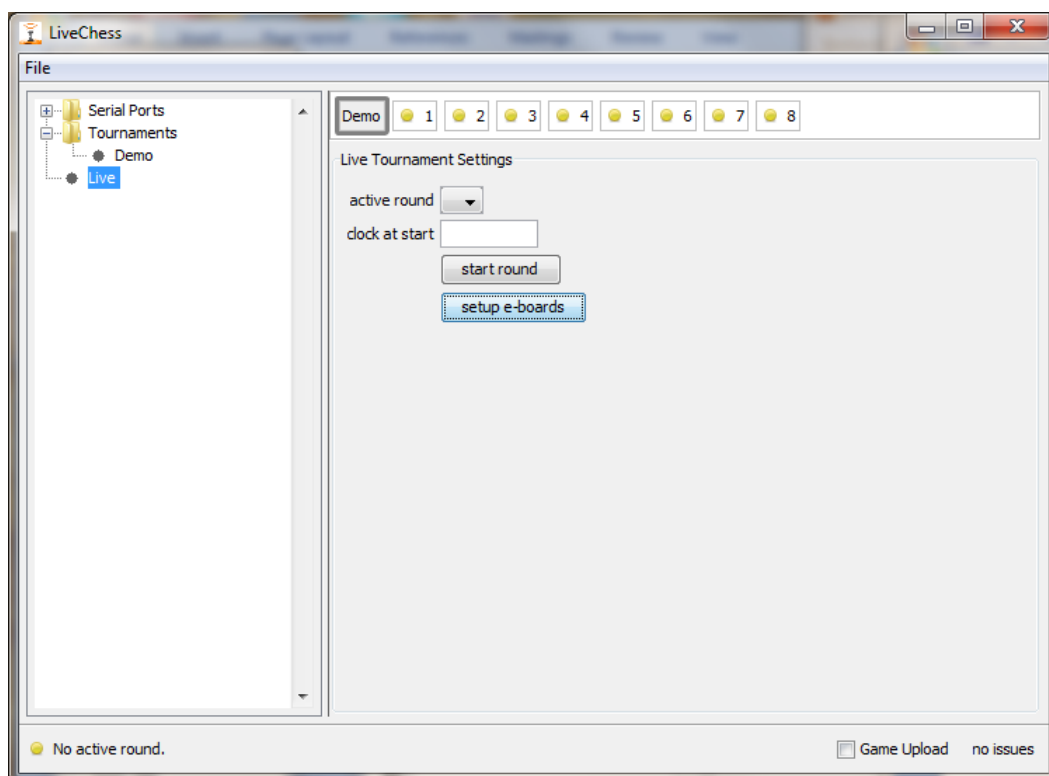 LiveChess
File
Serial Ports
Tournaments
Demo
Live
Demo 1 2 3 4 5 6 7 8
Live Tournament Settings
active round
clock at start
start round
setup e-boards
No active round.
Game Upload no issues